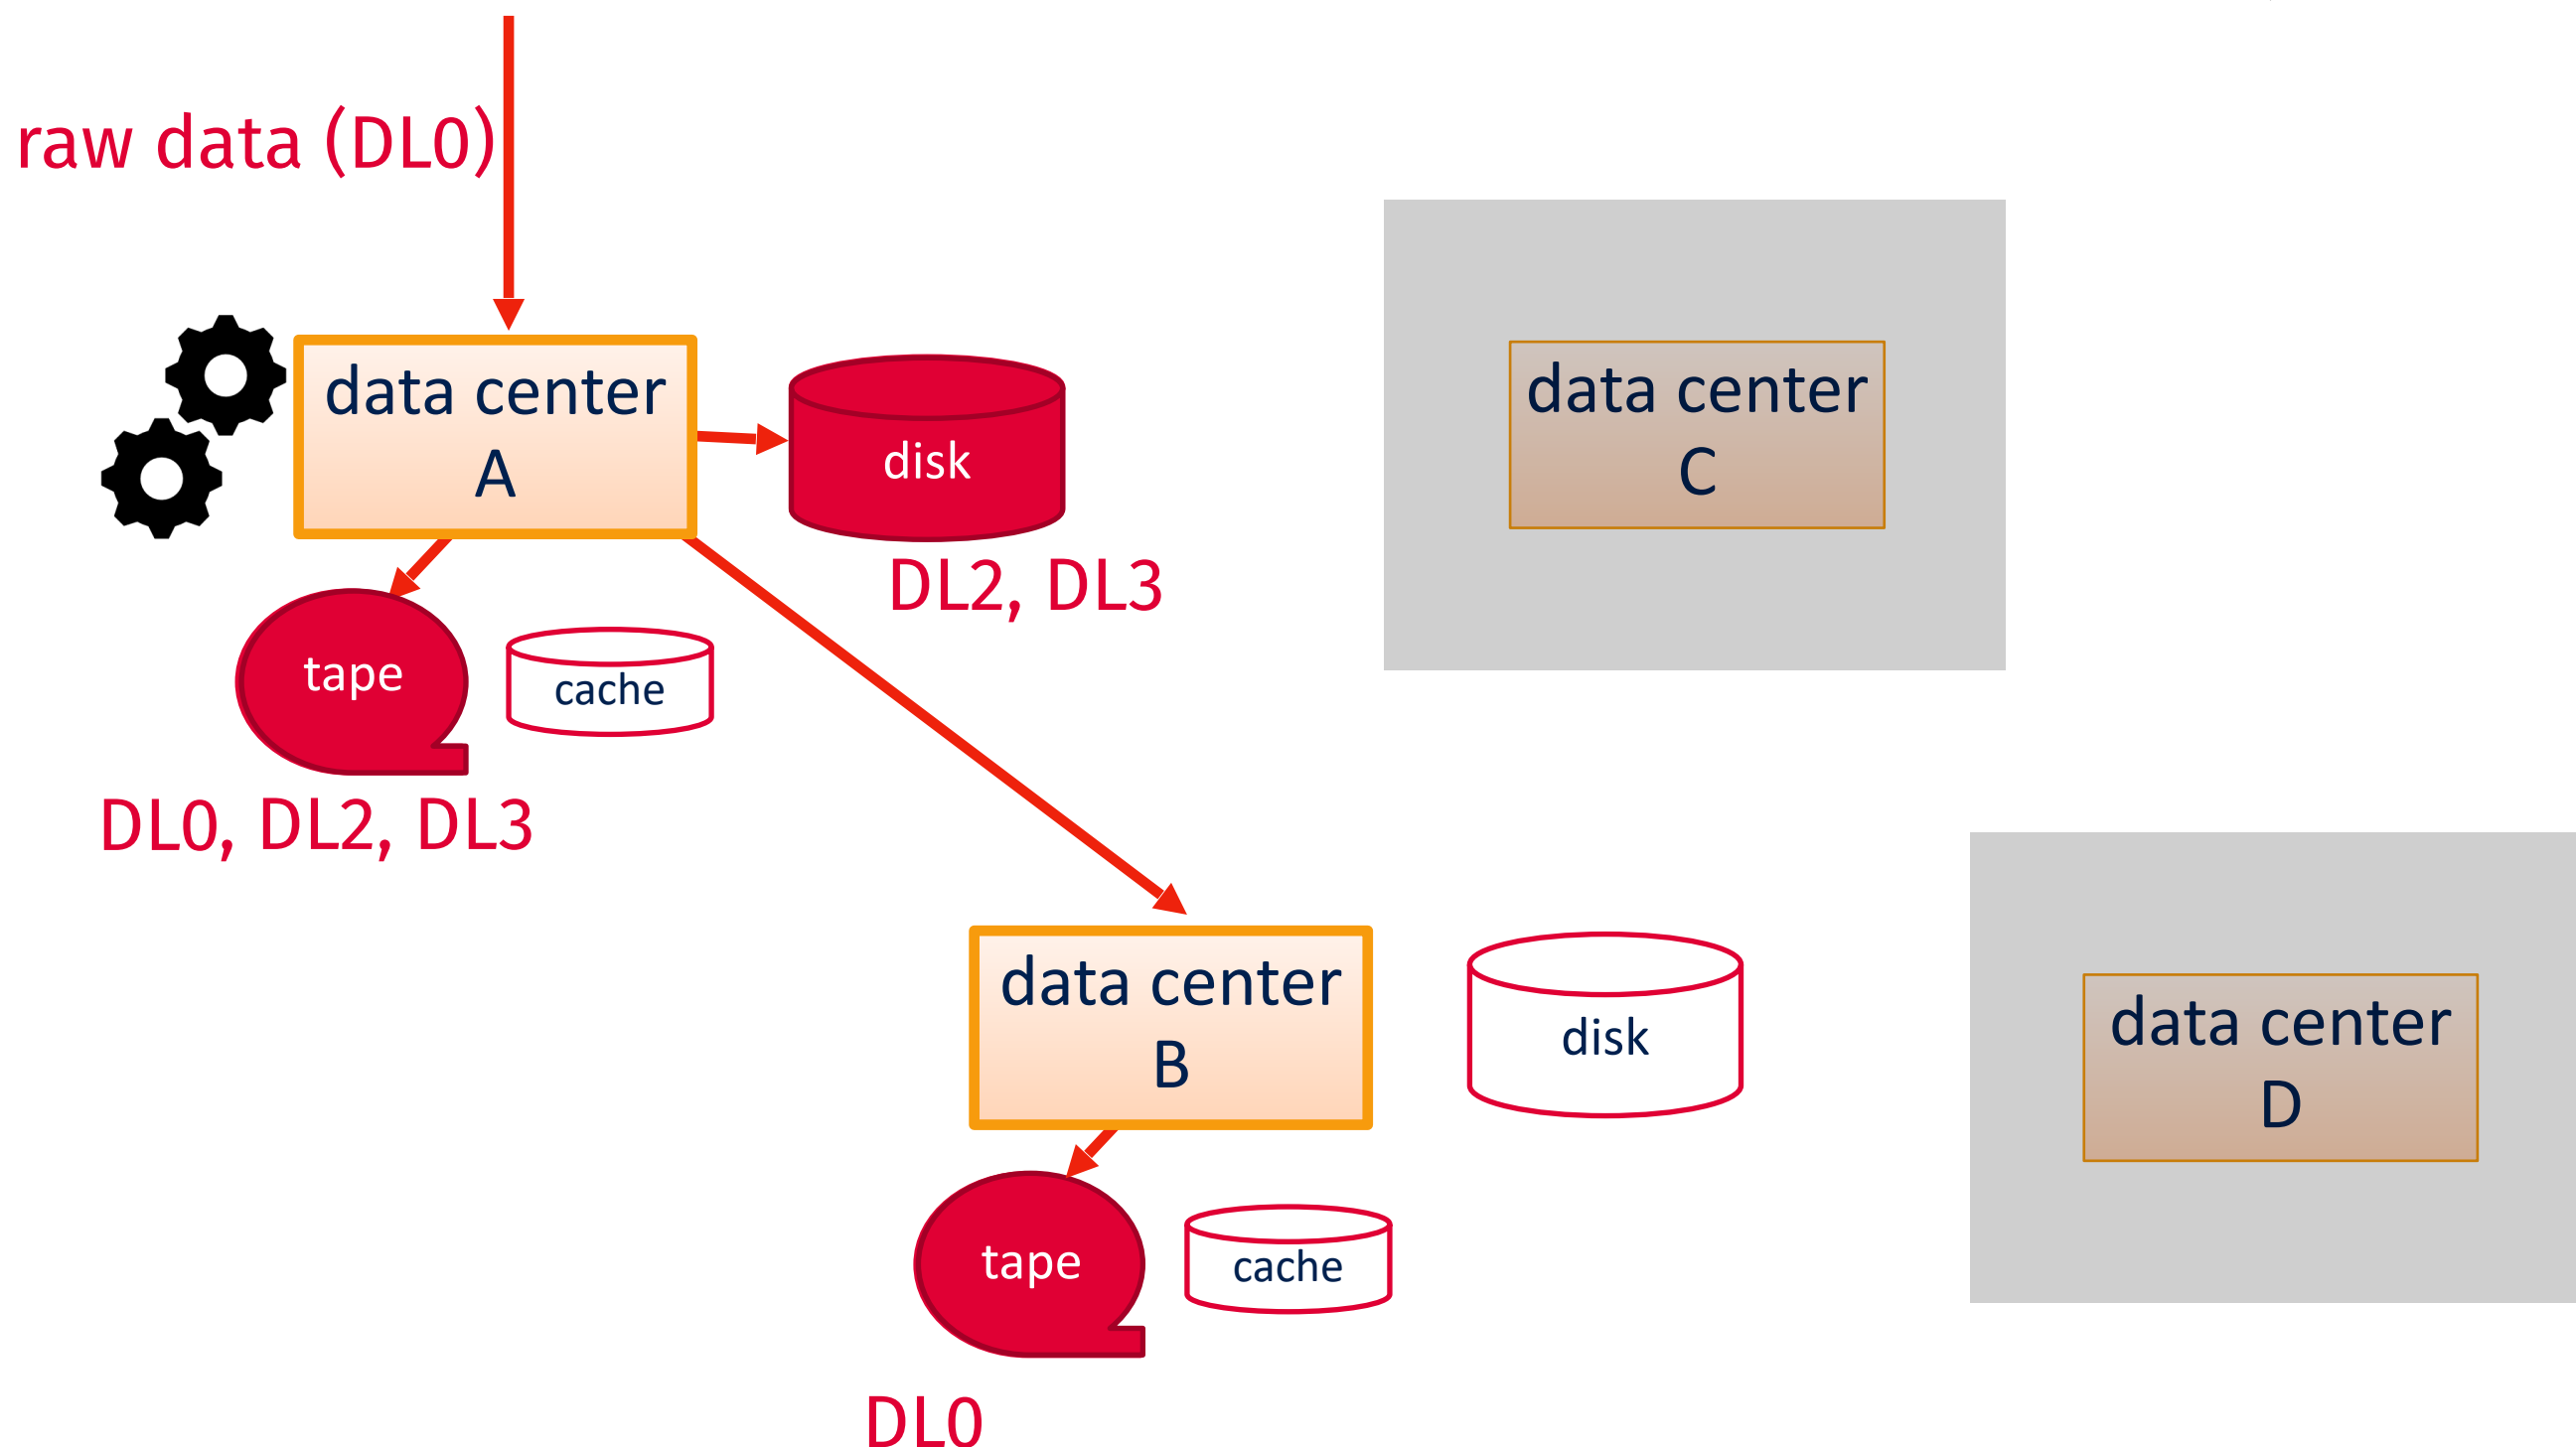 raw data (DL0)
data center
A
disk
DL2, DL3
tape
cache
DL0, DL2, DL3
data center
C
data center
B
disk
tape
cache
DL0
data center
D